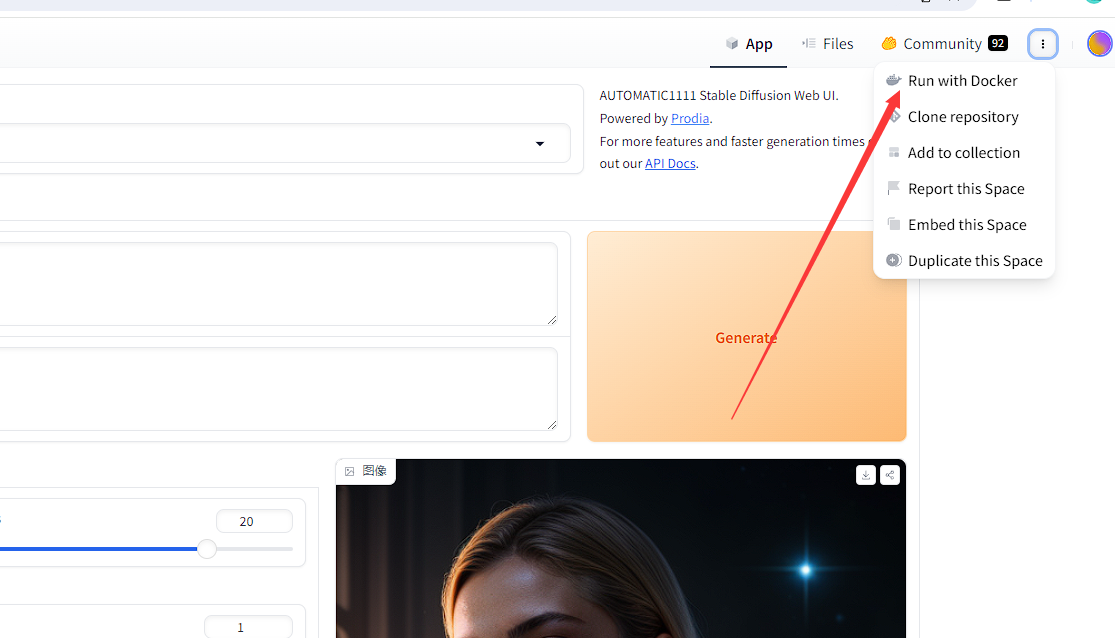 App
Files
Community 92
Run with Docker
Clone repository
Add to collection
Report this Space
Embed this Space
Duplicate this Space
AUTOMATIC1111 Stable Diffusion Web UI.
Powered by Prodia.
For more features and faster generation times
out our API Docs.
Generate
图像
20
1